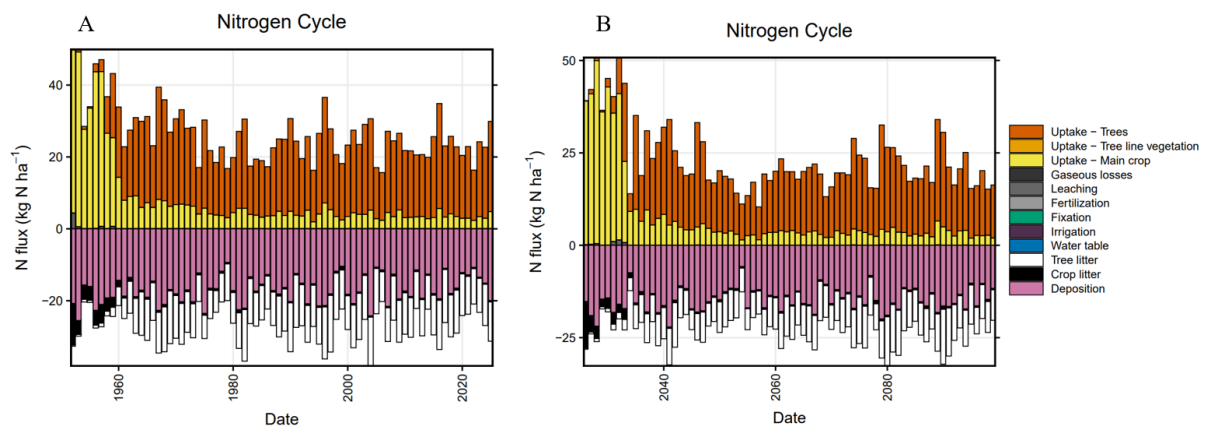 A
Nitrogen Cycle
N flux (kg N ha⁻¹)
40
20
0
−20
1960
1980
2000
2020
Date
B
Nitrogen Cycle
N flux (kg N ha⁻¹)
50
25
0
−25
2040
2060
2080
Date
Uptake − Trees
Uptake − Tree line vegetation
Uptake − Main crop
Gaseous losses
Leaching
Fertilization
Fixation
Irrigation
Water table
Tree litter
Crop litter
Deposition